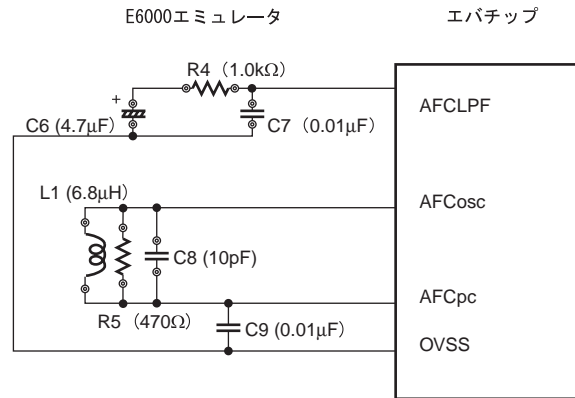 E6000エミュレータ
エバチップ
R4（1.0kΩ）
AFCLPF
+
C6 (4.7μF)
C7（0.01μF）
L1 (6.8μH)
AFCosc
C8 (10pF)
AFCpc
R5（470Ω）
C9 (0.01μF）
OVSS